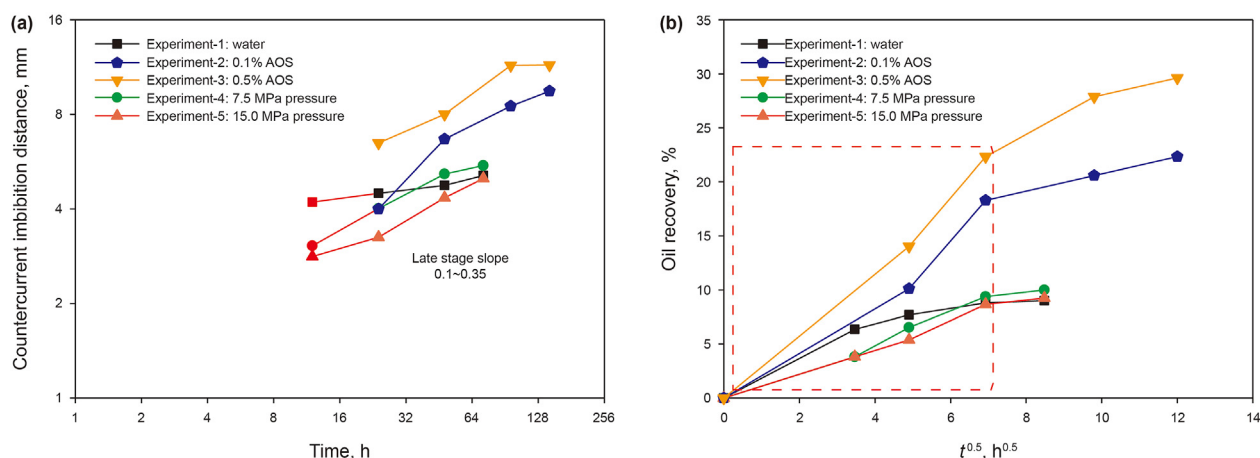 (a)
16
8
4
2
1
Countercurrent imbibition distance, mm
Experiment-1: water
Experiment-2: 0.1% AOS
Experiment-3: 0.5% AOS
Experiment-4: 7.5 MPa pressure
Experiment-5: 15.0 MPa pressure
Late stage slope
0.1~0.35
1 2 4 8 16 32 64 128 256
Time, h
(b)
35
30
25
20
15
10
5
0
Oil recovery, %
Experiment-1: water
Experiment-2: 0.1% AOS
Experiment-3: 0.5% AOS
Experiment-4: 7.5 MPa pressure
Experiment-5: 15.0 MPa pressure
0 2 4 6 8 10 12 14
t^0.5, h^0.5